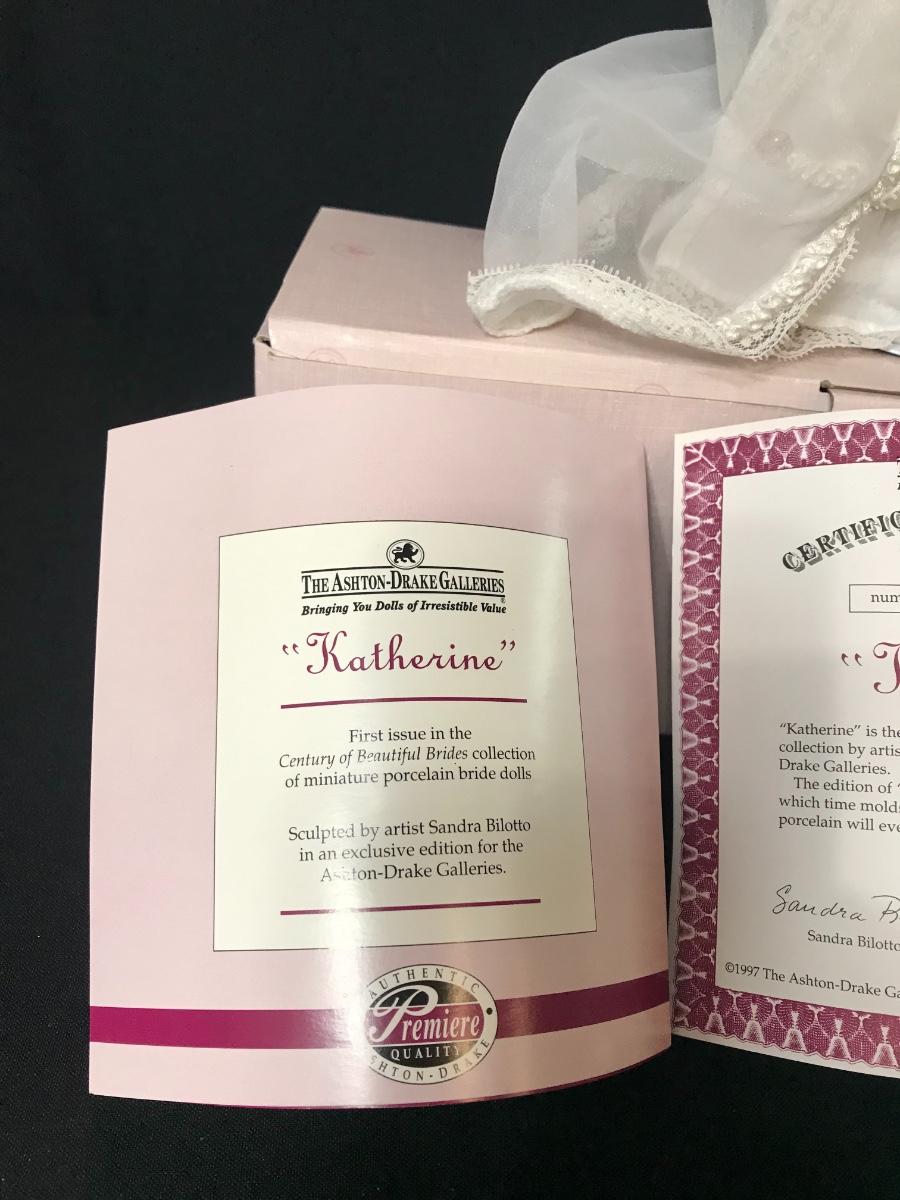 THE ASHTON-DRAKE GALLERIES
Bringing You Dolls of Irresistible Value®
“Katherine”
First issue in the
Century of Beautiful Brides collection
of miniature porcelain bride dolls
Sculpted by artist Sandra Bilotto
in an exclusive edition for the
Ashton-Drake Galleries.
AUTHENTIC
Premiere
QUALITY
ASHTON-DRAKE
“Katherine” is the
collection by artis
Drake Galleries.
The edition of
which time molds
porcelain will eve
Sandra B
Sandra Bilotto
©1997 The Ashton-Drake Ga